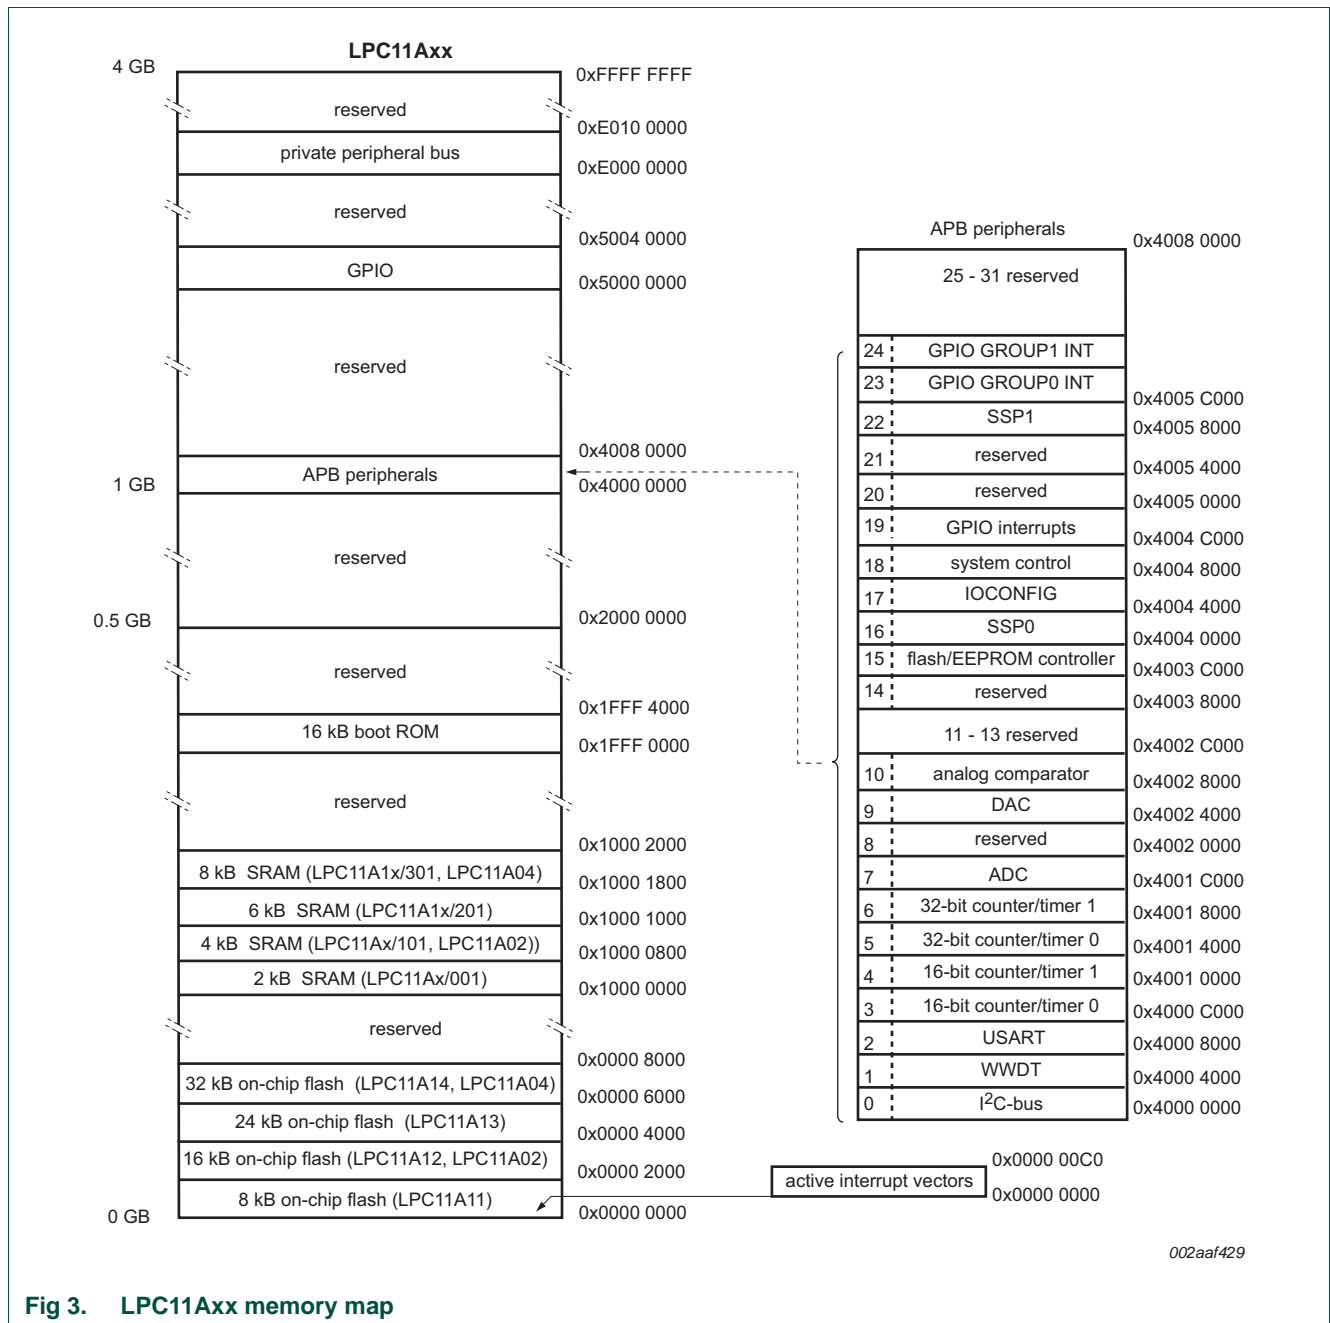 LPC11Axx
4 GB
0xFFFF FFFF
reserved
0xE010 0000
private peripheral bus
0xE000 0000
reserved
0x5004 0000
GPIO
0x5000 0000
reserved
0x4008 0000
APB peripherals
1 GB
0x4000 0000
reserved
0.5 GB
0x2000 0000
reserved
0x1FFF 4000
16 kB boot ROM
0x1FFF 0000
reserved
0x1000 2000
8 kB SRAM (LPC11A1x/301, LPC11A04)
0x1000 1800
6 kB SRAM (LPC11A1x/201)
0x1000 1000
4 kB SRAM (LPC11Ax/101, LPC11A02))
0x1000 0800
2 kB SRAM (LPC11Ax/001)
0x1000 0000
reserved
0x0000 8000
32 kB on-chip flash (LPC11A14, LPC11A04)
0x0000 6000
24 kB on-chip flash (LPC11A13)
0x0000 4000
16 kB on-chip flash (LPC11A12, LPC11A02)
0x0000 2000
8 kB on-chip flash (LPC11A11)
0 GB
0x0000 0000
APB peripherals
0x4008 0000
25 - 31 reserved
24 GPIO GROUP1 INT
23 GPIO GROUP0 INT
0x4005 C000
22 SSP1
0x4005 8000
21 reserved
0x4005 4000
20 reserved
0x4005 0000
19 GPIO interrupts
0x4004 C000
18 system control
0x4004 8000
17 IOCONFIG
0x4004 4000
16 SSP0
0x4004 0000
15 flash/EEPROM controller
0x4003 C000
14 reserved
0x4003 8000
11 - 13 reserved
0x4002 C000
10 analog comparator
0x4002 8000
9 DAC
0x4002 4000
8 reserved
0x4002 0000
7 ADC
0x4001 C000
6 32-bit counter/timer 1
0x4001 8000
5 32-bit counter/timer 0
0x4001 4000
4 16-bit counter/timer 1
0x4001 0000
3 16-bit counter/timer 0
0x4000 C000
2 USART
0x4000 8000
1 WWDT
0x4000 4000
0 I2C-bus
0x4000 0000
0x0000 00C0
active interrupt vectors
0x0000 0000
002aaf429
Fig 3. LPC11Axx memory map